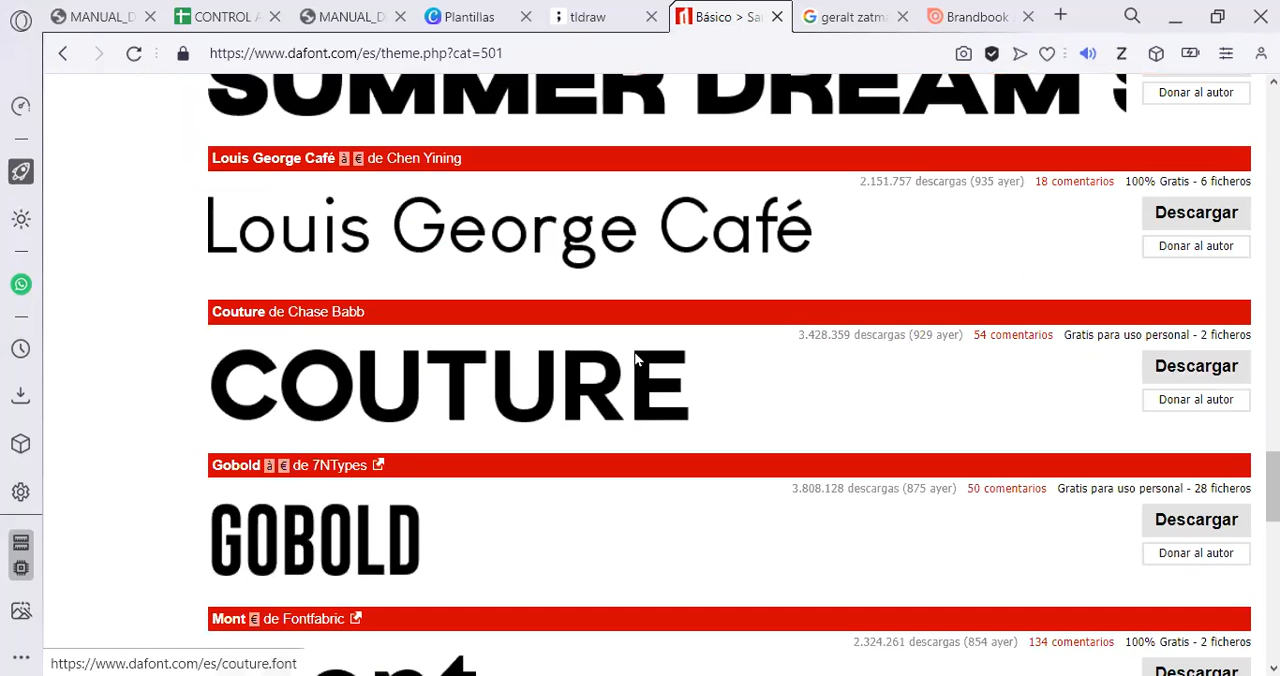 MANUAL_D
CONTROL A
MANUAL_D
Plantillas
tldraw
Básico > Sa
geralt zatm
Brandbook
https://www.dafont.com/es/theme.php?cat=501
SUMMER DREAM
Donar al autor
Louis George Café à € de Chen Yining
2.151.757 descargas (935 ayer) 18 comentarios 100% Gratis - 6 ficheros
Louis George Café
Descargar
Donar al autor
Couture de Chase Babb
3.428.359 descargas (929 ayer) 54 comentarios Gratis para uso personal - 2 ficheros
COUTURE
Descargar
Donar al autor
Gobold à € de 7NTypes
3.808.128 descargas (875 ayer) 50 comentarios Gratis para uso personal - 28 ficheros
GOBOLD
Descargar
Donar al autor
Mont € de Fontfabric
2.324.261 descargas (854 ayer) 134 comentarios 100% Gratis - 2 ficheros
Descargar
https://www.dafont.com/es/couture.font